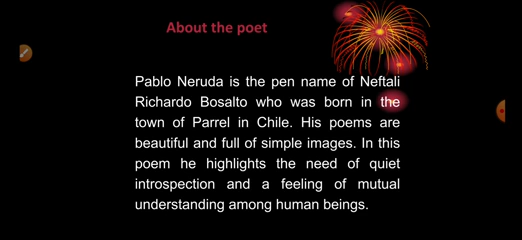 About the poet
Pablo Neruda is the pen name of Neftali
Richardo Bosalto who was born in the
town of Parrel in Chile. His poems are
beautiful and full of simple images. In this
poem he highlights the need of quiet
introspection and a feeling of mutual
understanding among human beings.